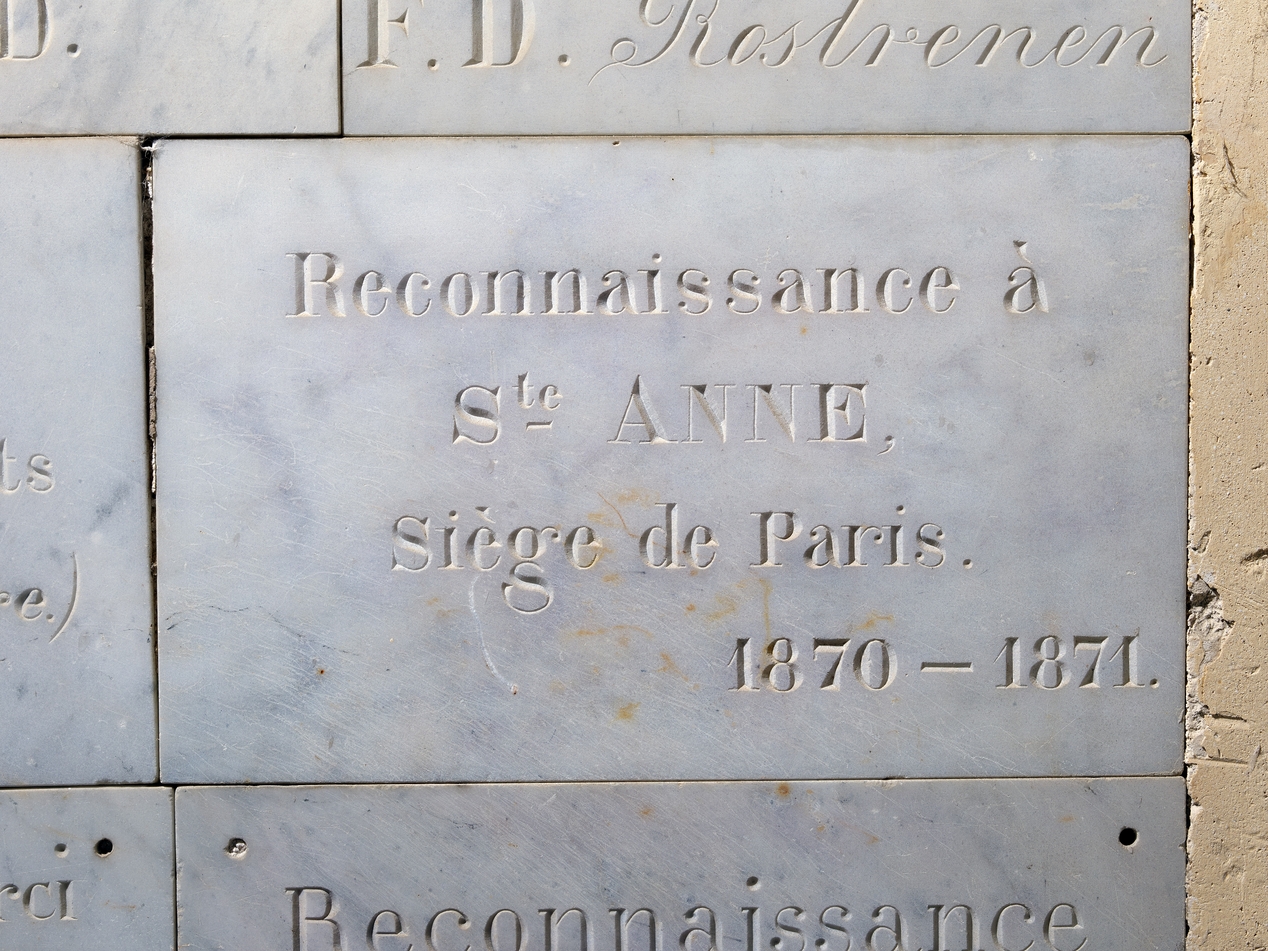 D.
F. D. Rostrenen
Reconnaissance à
Ste ANNE,
Siège de Paris.
1870 — 1871.
Reconnaissance